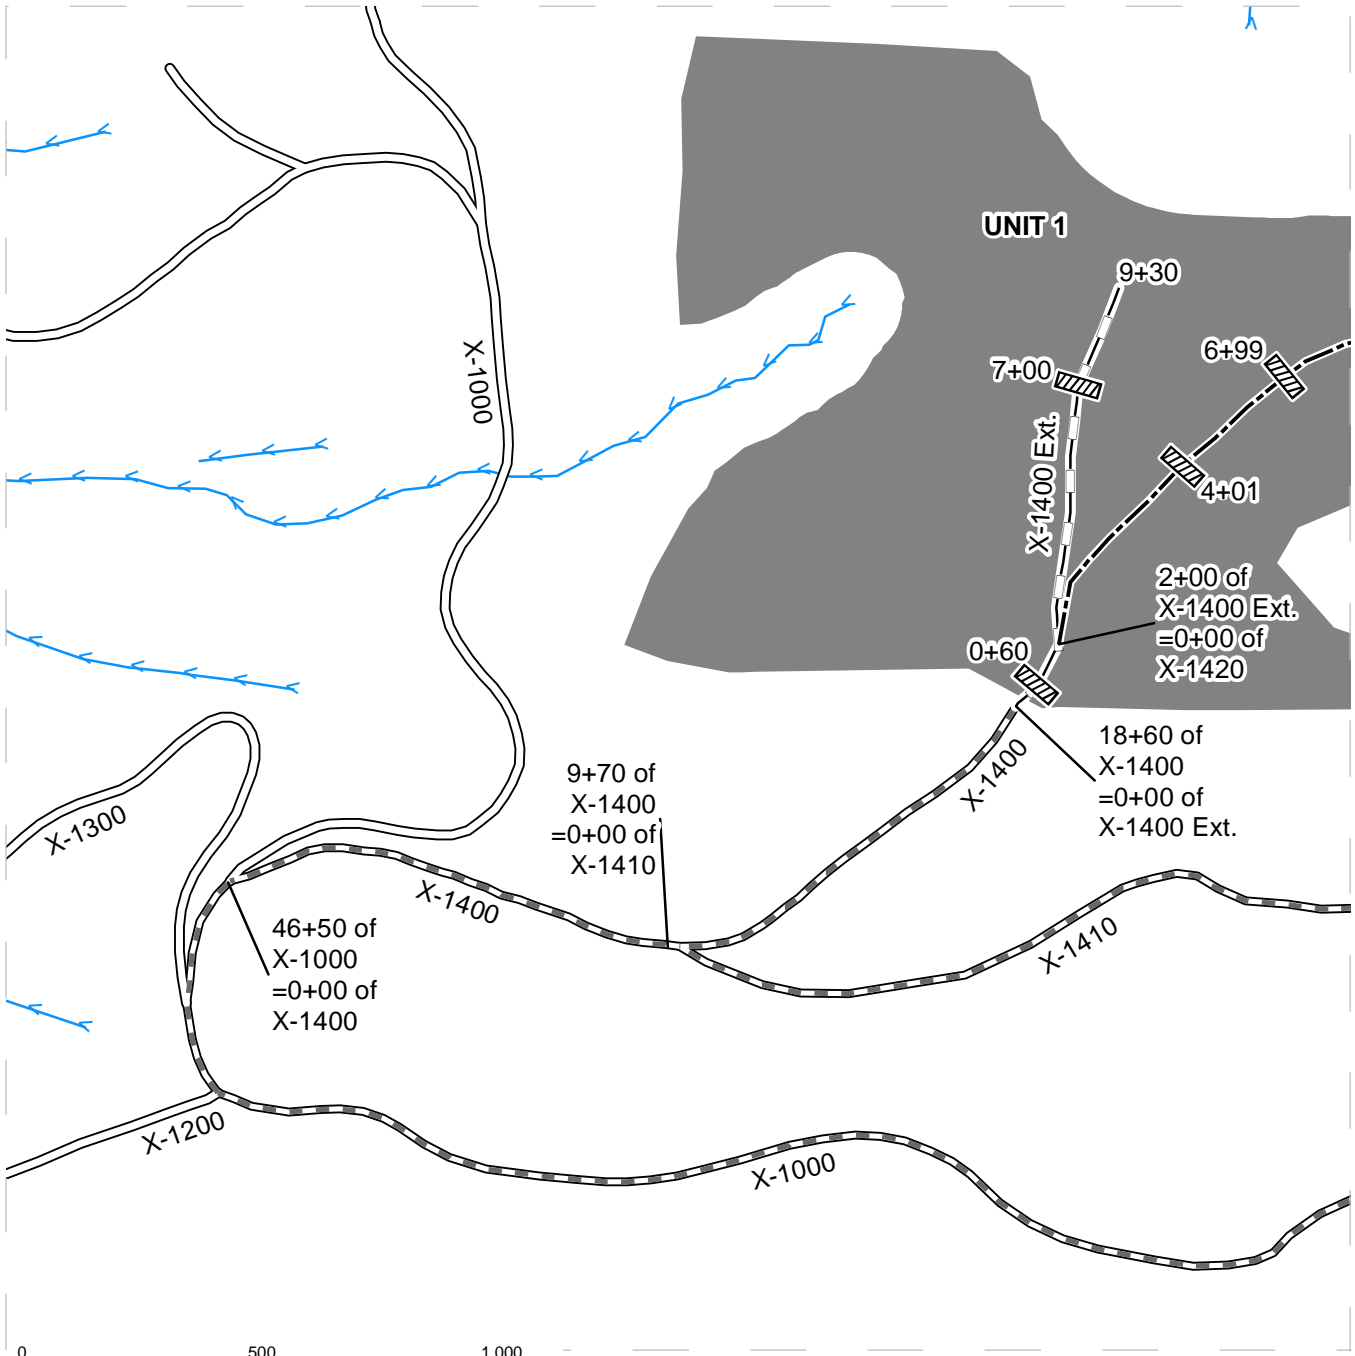 UNIT 1
9+30
X-1000
6+99
7+00
X-1400 Ext.
4+01
2+00 of
X-1400 Ext.
=0+00 of
X-1420
0+60
18+60 of
X-1400
=0+00 of
X-1400 Ext.
X-1400
9+70 of
X-1400
=0+00 of
X-1410
X-1300
X-1400
46+50 of
X-1000
=0+00 of
X-1400
X-1410
X-1200
X-1000
0 500 1,000